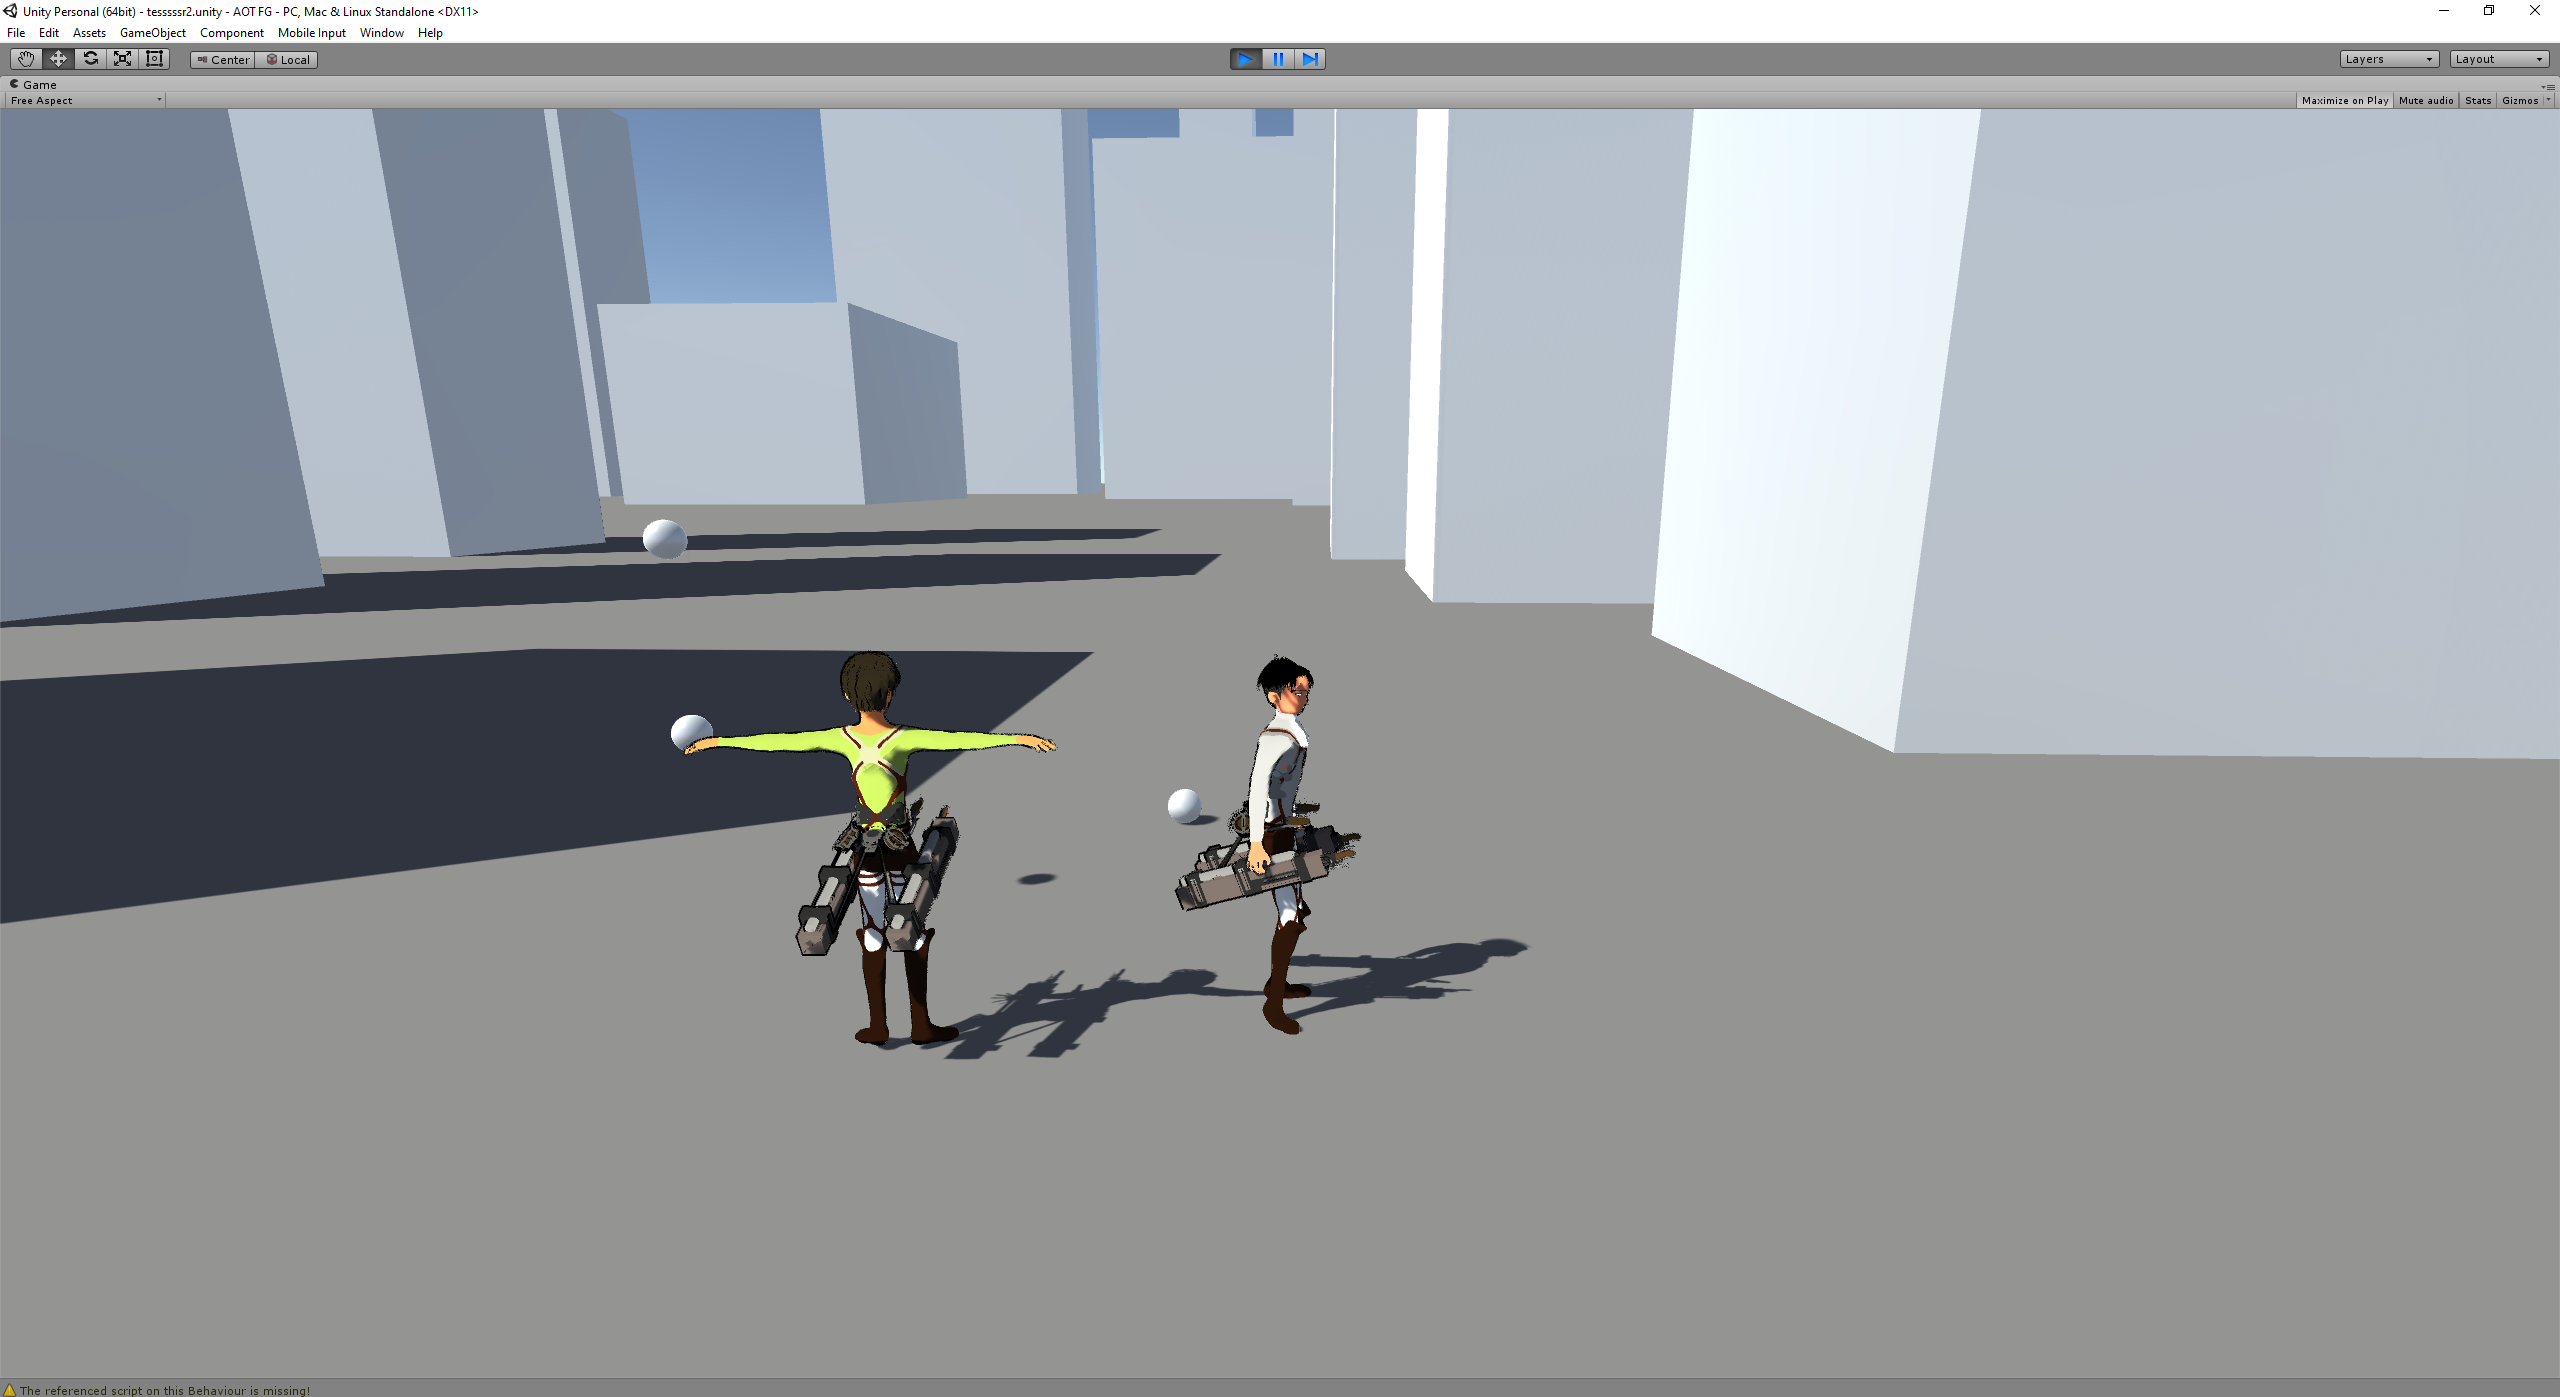 Unity Personal (64bit) - tesssssr2.unity - AOT FG - PC, Mac & Linux Standalone <DX11>
File Edit Assets GameObject Component Mobile Input Window Help
Center Local Layers Layout
Game
Free Aspect Maximize on Play Mute audio Stats Gizmos
The referenced script on this Behaviour is missing!